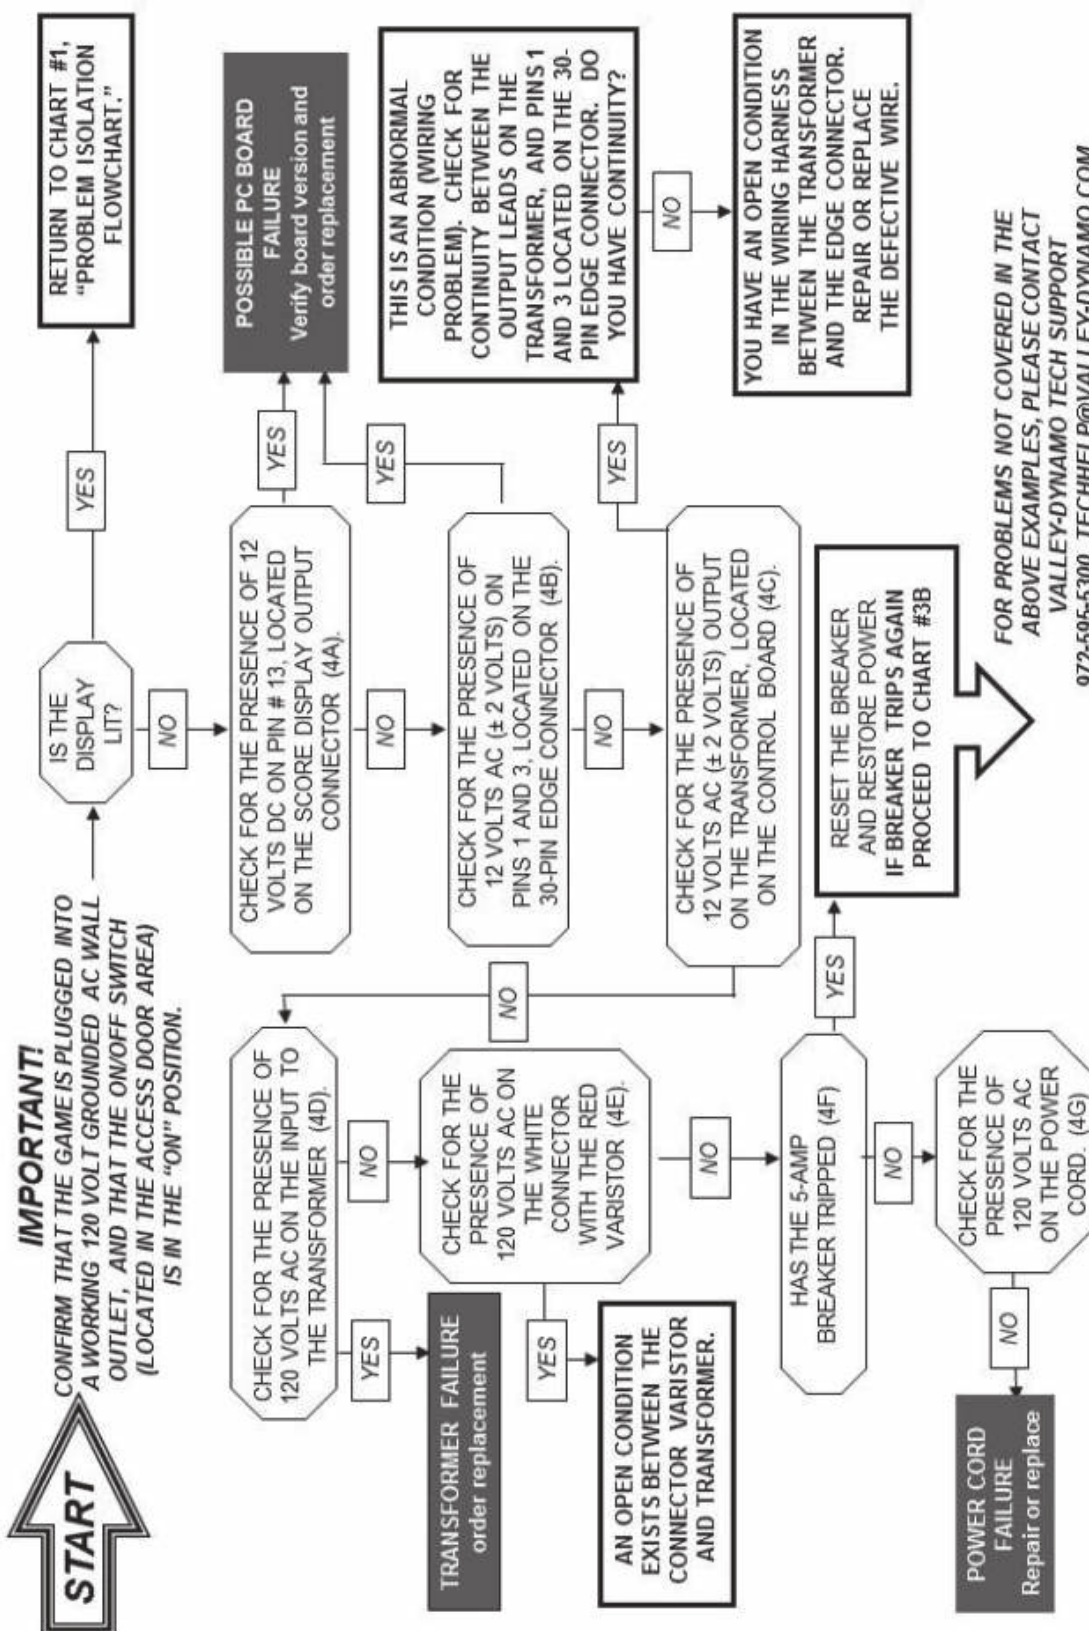 START
IMPORTANT!
CONFIRM THAT THE GAME IS PLUGGED INTO
A WORKING 120 VOLT GROUNDED AC WALL
OUTLET, AND THAT THE ON/OFF SWITCH
(LOCATED IN THE ACCESS DOOR AREA)
IS IN THE "ON" POSITION.
IS THE
DISPLAY
LIT?
YES
RETURN TO CHART #1,
"PROBLEM ISOLATION
FLOWCHART."
NO
CHECK FOR THE PRESENCE OF 12
VOLTS DC ON PIN # 13, LOCATED
ON THE SCORE DISPLAY OUTPUT
CONNECTOR (4A).
YES
POSSIBLE PC BOARD
FAILURE
Verify board version and
order replacement
NO
CHECK FOR THE PRESENCE OF
12 VOLTS AC (± 2 VOLTS) ON
PINS 1 AND 3, LOCATED ON THE
30-PIN EDGE CONNECTOR (4B).
YES
NO
CHECK FOR THE PRESENCE OF
12 VOLTS AC (± 2 VOLTS) OUTPUT
ON THE TRANSFORMER, LOCATED
ON THE CONTROL BOARD (4C).
YES
THIS IS AN ABNORMAL
CONDITION (WIRING
PROBLEM). CHECK FOR
CONTINUITY BETWEEN THE
OUTPUT LEADS ON THE
TRANSFORMER, AND PINS 1
AND 3 LOCATED ON THE 30-
PIN EDGE CONNECTOR. DO
YOU HAVE CONTINUITY?
NO
YOU HAVE AN OPEN CONDITION
IN THE WIRING HARNESS
BETWEEN THE TRANSFORMER
AND THE EDGE CONNECTOR.
REPAIR OR REPLACE
THE DEFECTIVE WIRE.
NO
CHECK FOR THE PRESENCE OF
120 VOLTS AC ON THE INPUT TO
THE TRANSFORMER (4D).
YES
TRANSFORMER FAILURE
order replacement
NO
CHECK FOR THE
PRESENCE OF
120 VOLTS AC ON
THE WHITE
CONNECTOR
WITH THE RED
VARISTOR (4E).
YES
AN OPEN CONDITION
EXISTS BETWEEN THE
CONNECTOR VARISTOR
AND TRANSFORMER.
NO
HAS THE 5-AMP
BREAKER TRIPPED (4F)
YES
RESET THE BREAKER
AND RESTORE POWER
IF BREAKER TRIPS AGAIN
PROCEED TO CHART #3B
NO
CHECK FOR THE
PRESENCE OF
120 VOLTS AC
ON THE POWER
CORD. (4G)
NO
POWER CORD
FAILURE
Repair or replace
FOR PROBLEMS NOT COVERED IN THE
ABOVE EXAMPLES, PLEASE CONTACT
VALLEY-DYNAMO TECH SUPPORT
972-595-5300 TECHHELP@VALLEY-DYNAMO.COM